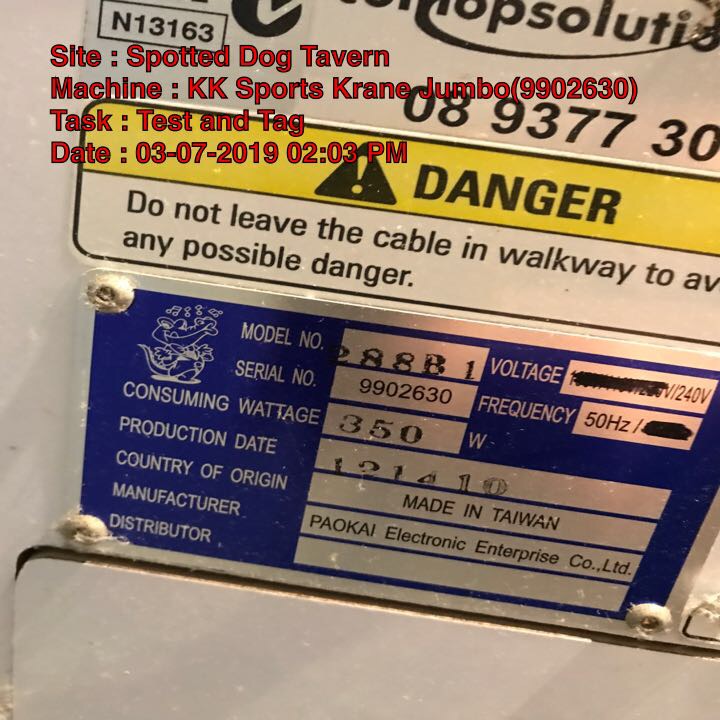 N13163
Site : Spotted Dog Tavern
Machine : KK Sports Krane Jumbo(9902630)
08 9377 30
Task : Test and Tag
Date : 03-07-2019 02:03 PM
DANGER
Do not leave the cable in walkway to av
any possible danger.
MODEL NO. 288B1
VOLTAGE V/240V
SERIAL NO. 9902630
FREQUENCY 50Hz /
CONSUMING WATTAGE 350 W
PRODUCTION DATE
COUNTRY OF ORIGIN MADE IN TAIWAN
MANUFACTURER PAOKAI Electronic Enterprise Co.,Ltd.
DISTRIBUTOR